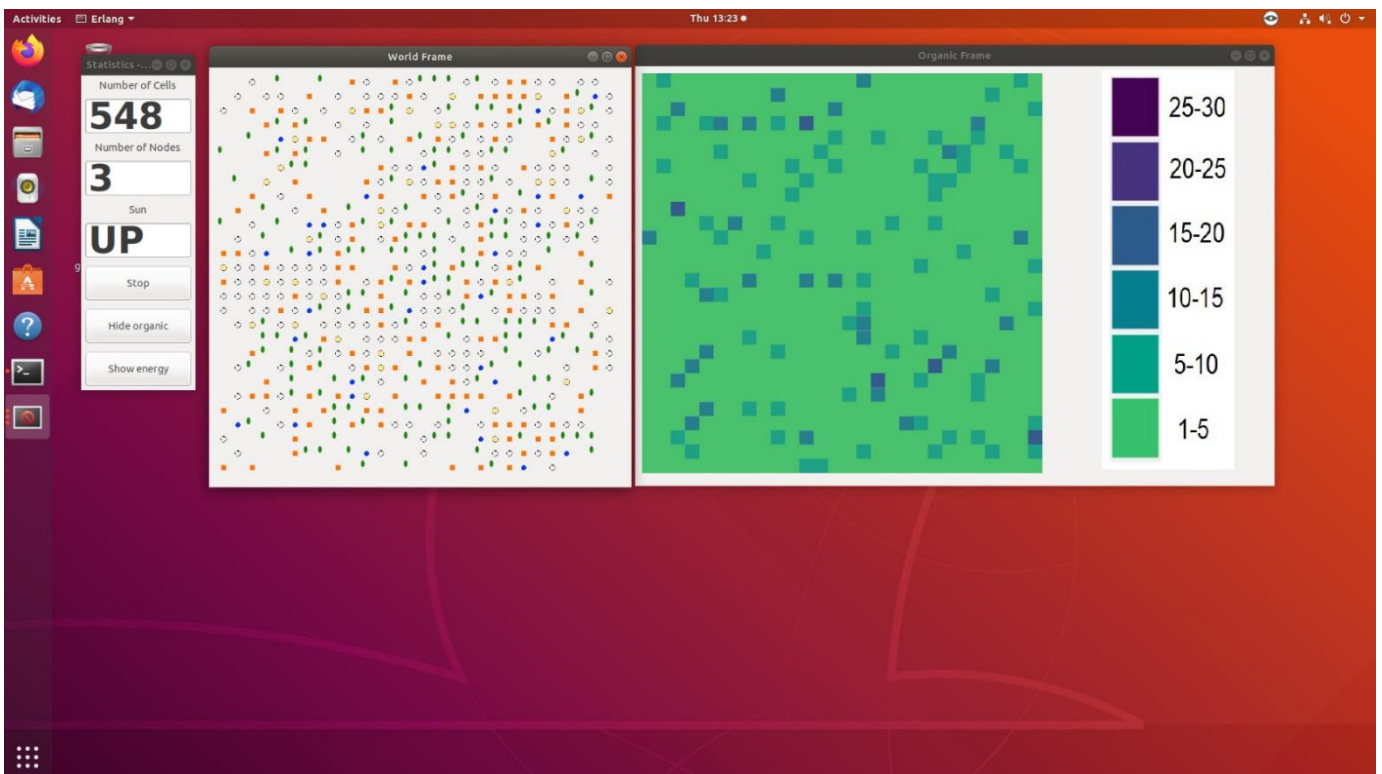 Activities
Erlang
Thu 13:23
Statistics -...
Number of Cells
548
Number of Nodes
3
Sun
UP
Stop
Hide organic
Show energy
g
World Frame
Organic Frame
25-30
20-25
15-20
10-15
5-10
1-5